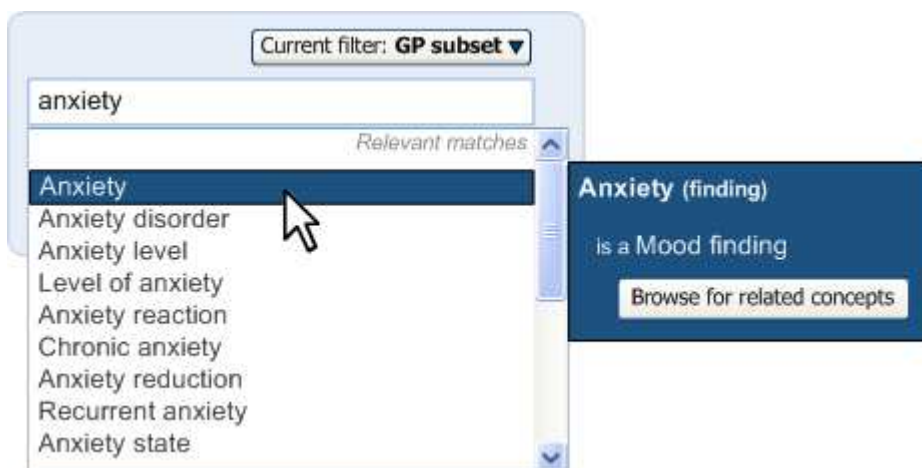 Current filter: GP subset ▼
anxiety
Relevant matches
Anxiety
Anxiety disorder
Anxiety level
Level of anxiety
Anxiety reaction
Chronic anxiety
Anxiety reduction
Recurrent anxiety
Anxiety state
Anxiety (finding)
is a Mood finding
Browse for related concepts